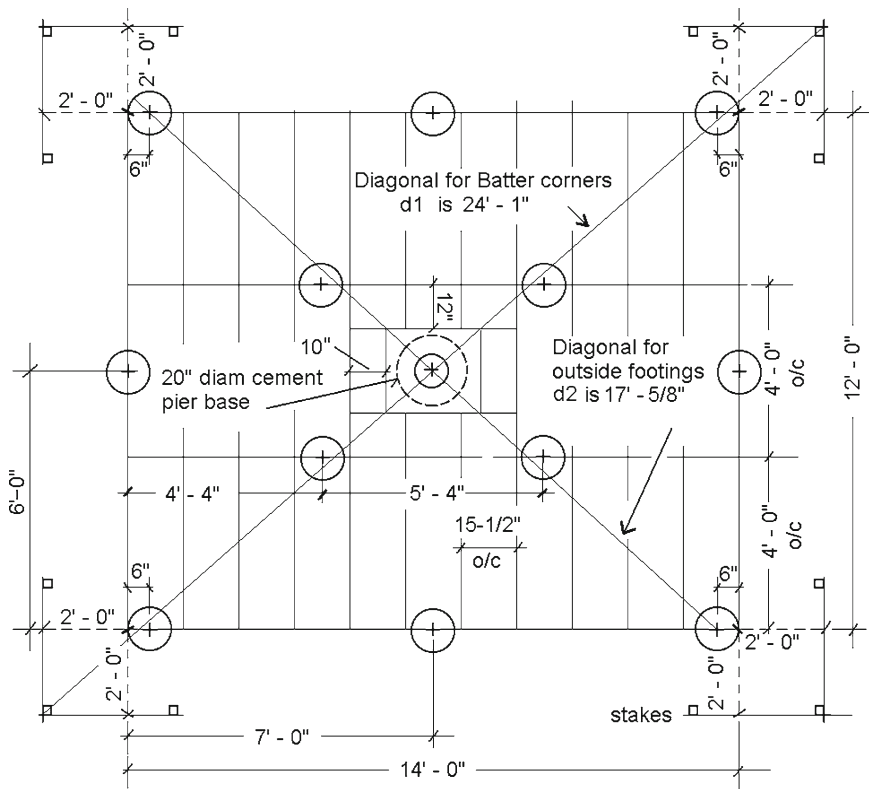 2' - 0"
2' - 0"
2' - 0"
2' - 0"
6"
6"
Diagonal for Batter corners
d1 is 24' - 1"
12"
10"
20" diam cement
pier base
Diagonal for
outside footings
d2 is 17' - 5/8"
4' - 0"
o/c
12' - 0"
6'-0"
4' - 4"
5' - 4"
15-1/2"
o/c
4' - 0"
o/c
6"
6"
2' - 0"
2' - 0"
2' - 0"
2' - 0"
stakes
7' - 0"
14' - 0"